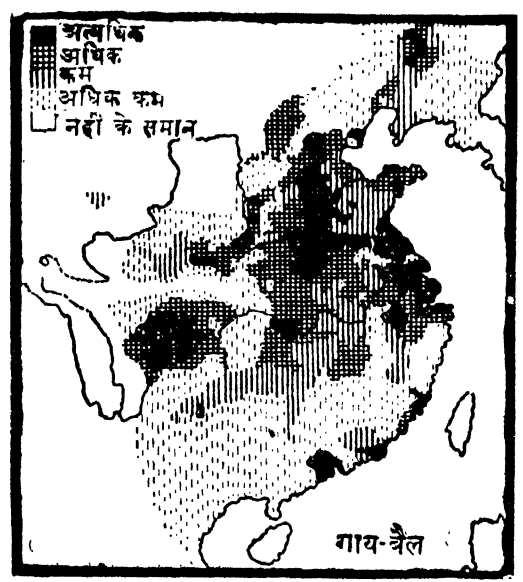 अत्यधिक
अधिक
कम
अधिक कम
नहीं के समान
गाय-बैल